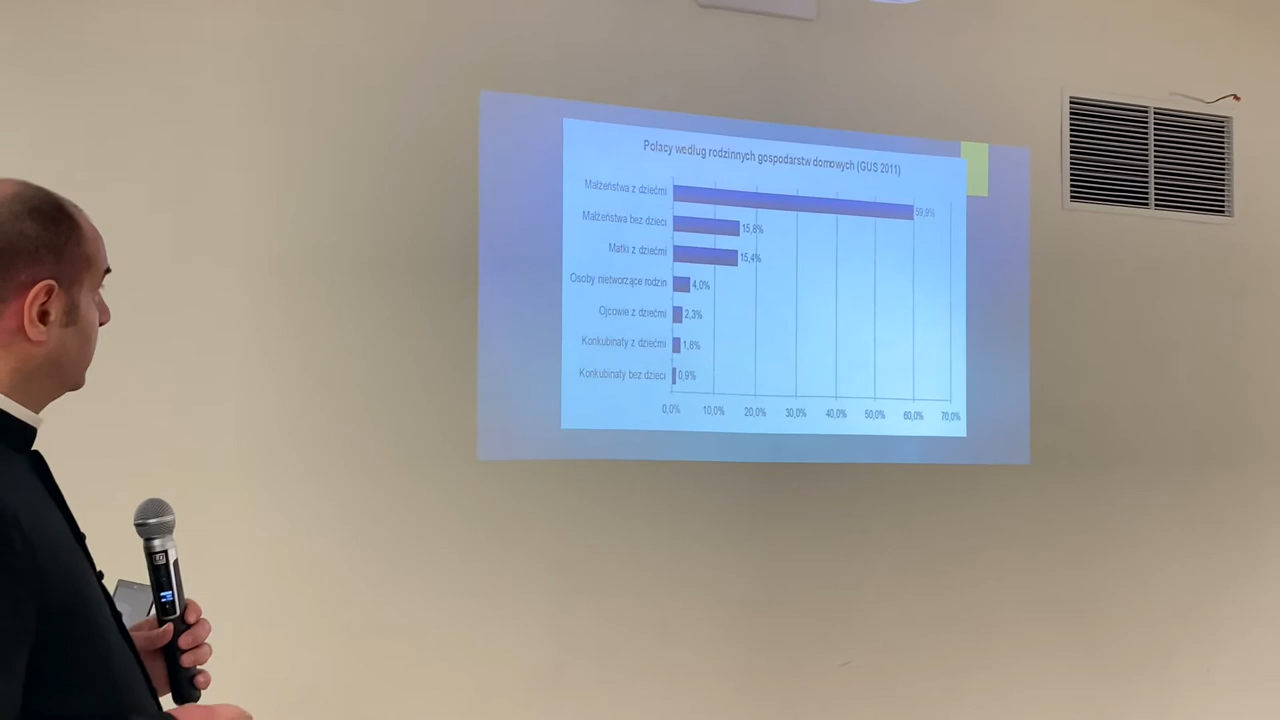 Polacy według rodzinnych gospodarstw domowych (GUS 2011)
Małżeństwa z dziećmi 59,9%
Małżeństwa bez dzieci 15,8%
Matki z dziećmi 15,4%
Osoby nietworzące rodzin 4,0%
Ojcowie z dziećmi 2,3%
Konkubinaty z dziećmi 1,8%
Konkubinaty bez dzieci 0,9%
0,0% 10,0% 20,0% 30,0% 40,0% 50,0% 60,0% 70,0%